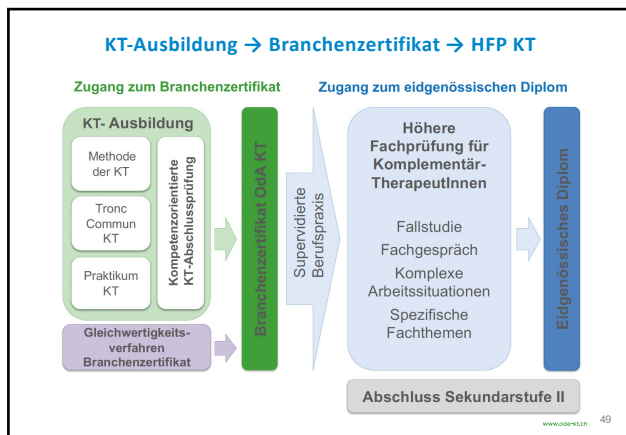 KT-Ausbildung → Branchenzertifikat → HFP KT
Zugang zum Branchenzertifikat
Zugang zum eidgenössischen Diplom
KT- Ausbildung
Methode
der KT
Tronc
Commun
KT
Praktikum
KT
Kompetenzorientierte
KT-Abschlussprüfung
Gleichwertigkeits-
verfahren
Branchenzertifikat
Branchenzertifikat OdA KT
Supervidierte
Berufspraxis
Höhere
Fachprüfung für
Komplementär-
TherapeutInnen
Fallstudie
Fachgespräch
Komplexe
Arbeitssituationen
Spezifische
Fachthemen
Eidgenössisches Diplom
Abschluss Sekundarstufe II
www.oda-kt.ch
49